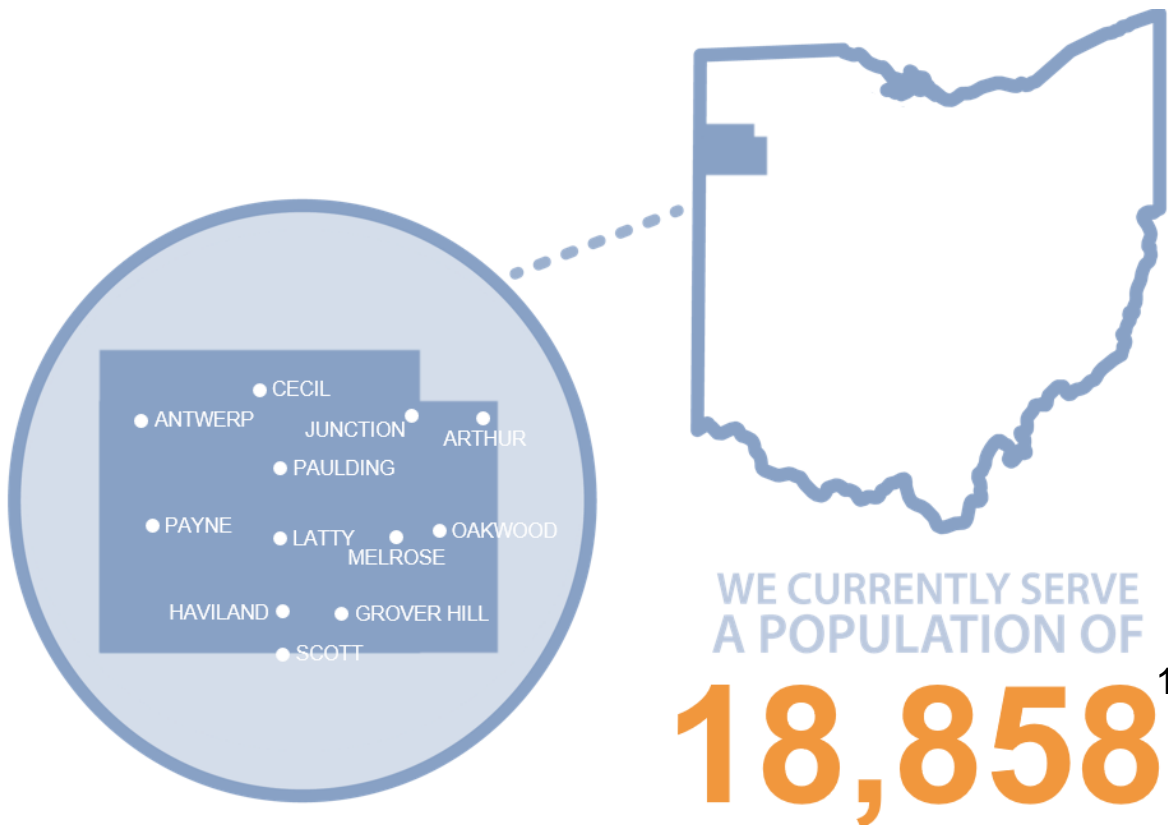 CECIL
ANTWERP
JUNCTION
ARTHUR
PAULDING
PAYNE
LATTY
OAKWOOD
MELROSE
HAVILAND
GROVER HILL
SCOTT
WE CURRENTLY SERVE
A POPULATION OF
18,858¹